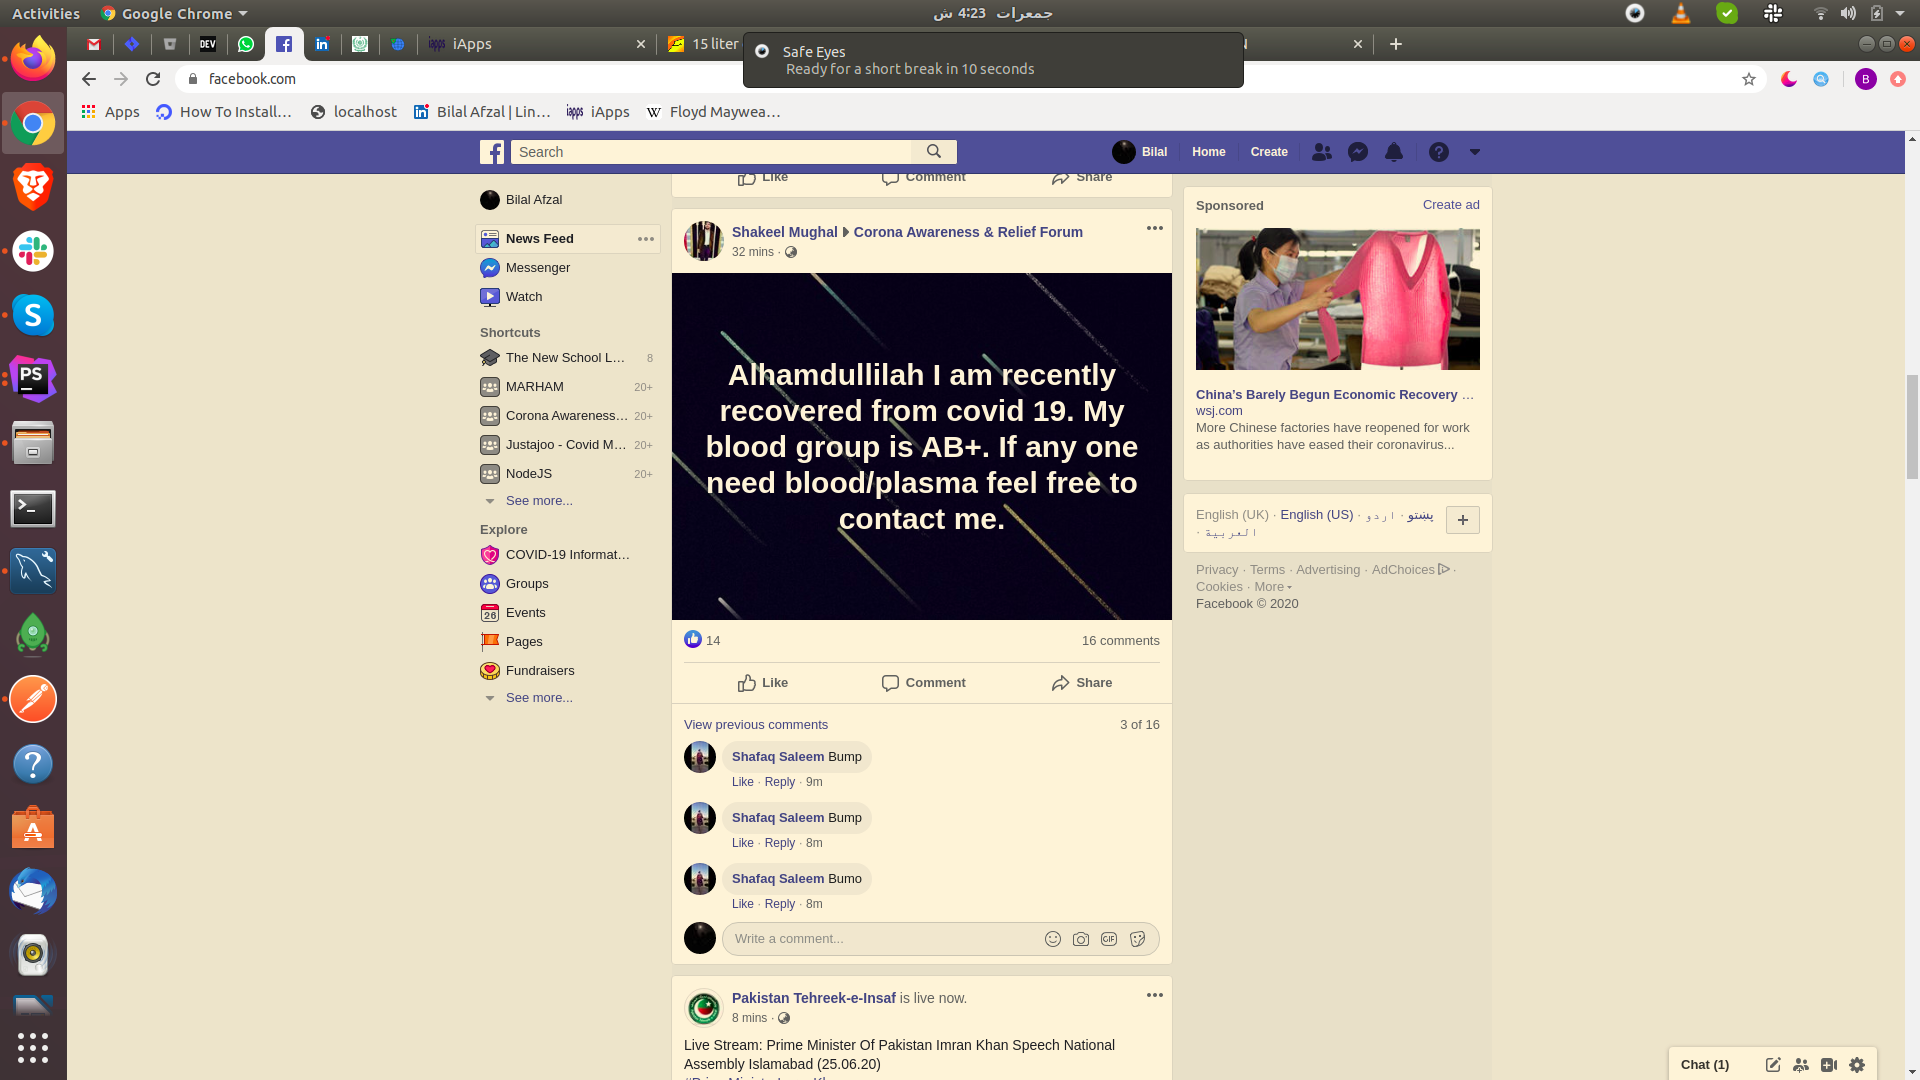 Activities
Google Chrome
جمعرات 4:23 ش
iApps
15 liter
Safe Eyes
Ready for a short break in 10 seconds
facebook.com
B
Apps
How To Install…
localhost
Bilal Afzal | Lin…
iApps
Floyd Maywea…
Search
Bilal
Home
Create
Like
Comment
Share
Bilal Afzal
News Feed
Messenger
Watch
Shortcuts
The New School L… 8
MARHAM 20+
Corona Awareness… 20+
Justajoo - Covid M… 20+
NodeJS 20+
See more...
Explore
COVID-19 Informat…
Groups
26
Events
Pages
Fundraisers
See more...
Shakeel Mughal Corona Awareness & Relief Forum
32 mins ·
Alhamdullilah I am recently
recovered from covid 19. My
blood group is AB+. If any one
need blood/plasma feel free to
contact me.
14
16 comments
Like
Comment
Share
View previous comments
3 of 16
Shafaq Saleem Bump
Like · Reply · 9m
Shafaq Saleem Bump
Like · Reply · 8m
Shafaq Saleem Bumo
Like · Reply · 8m
Write a comment...
GIF
Pakistan Tehreek-e-Insaf is live now.
8 mins ·
Live Stream: Prime Minister Of Pakistan Imran Khan Speech National
Assembly Islamabad (25.06.20)
Sponsored
Create ad
China's Barely Begun Economic Recovery …
wsj.com
More Chinese factories have reopened for work
as authorities have eased their coronavirus...
English (UK) · English (US) · اردو · پښتو ·
العربية
Privacy · Terms · Advertising · AdChoices ·
Cookies · More
Facebook © 2020
Chat (1)
DEV
PS